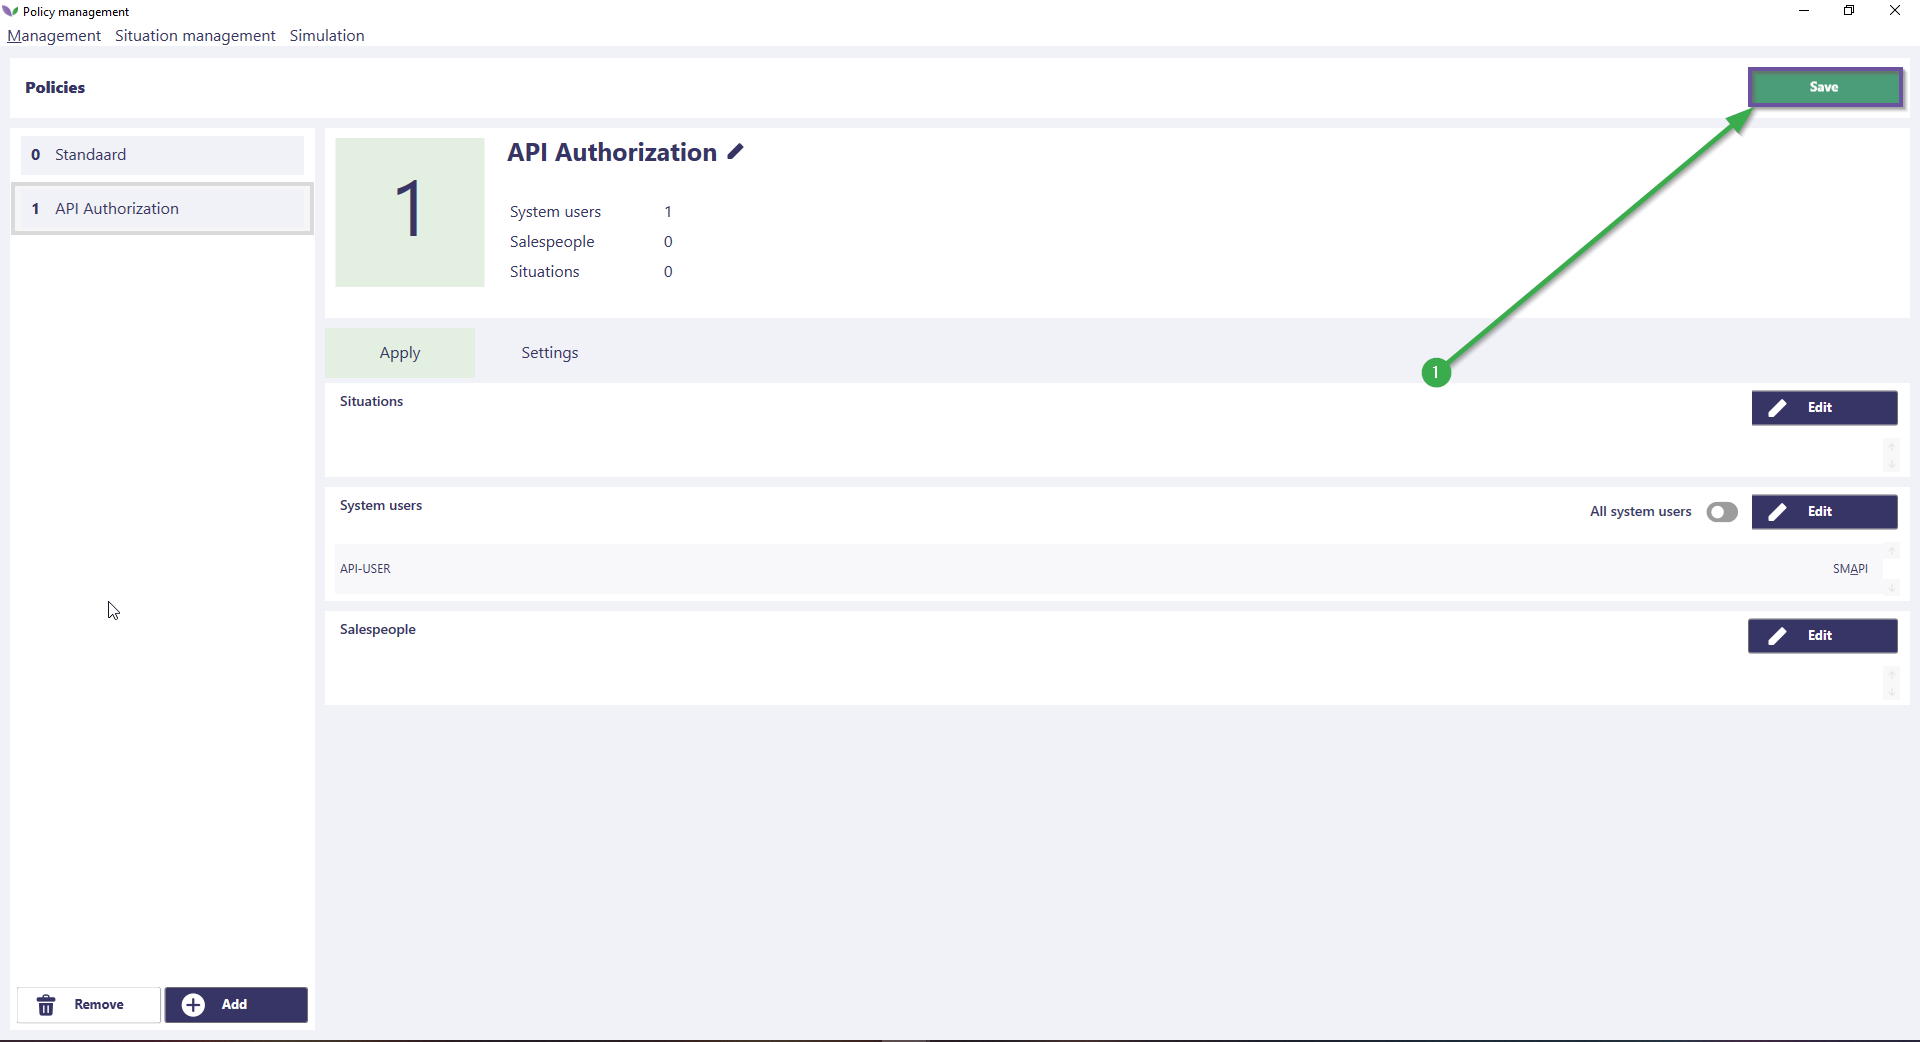 Policy management
Management Situation management Simulation
Policies
Save
0 Standaard
1 API Authorization
1
API Authorization
System users 1
Salespeople 0
Situations 0
Apply Settings
1
Situations
Edit
System users
All system users
Edit
API-USER SMAPI
Salespeople
Edit
Remove
Add